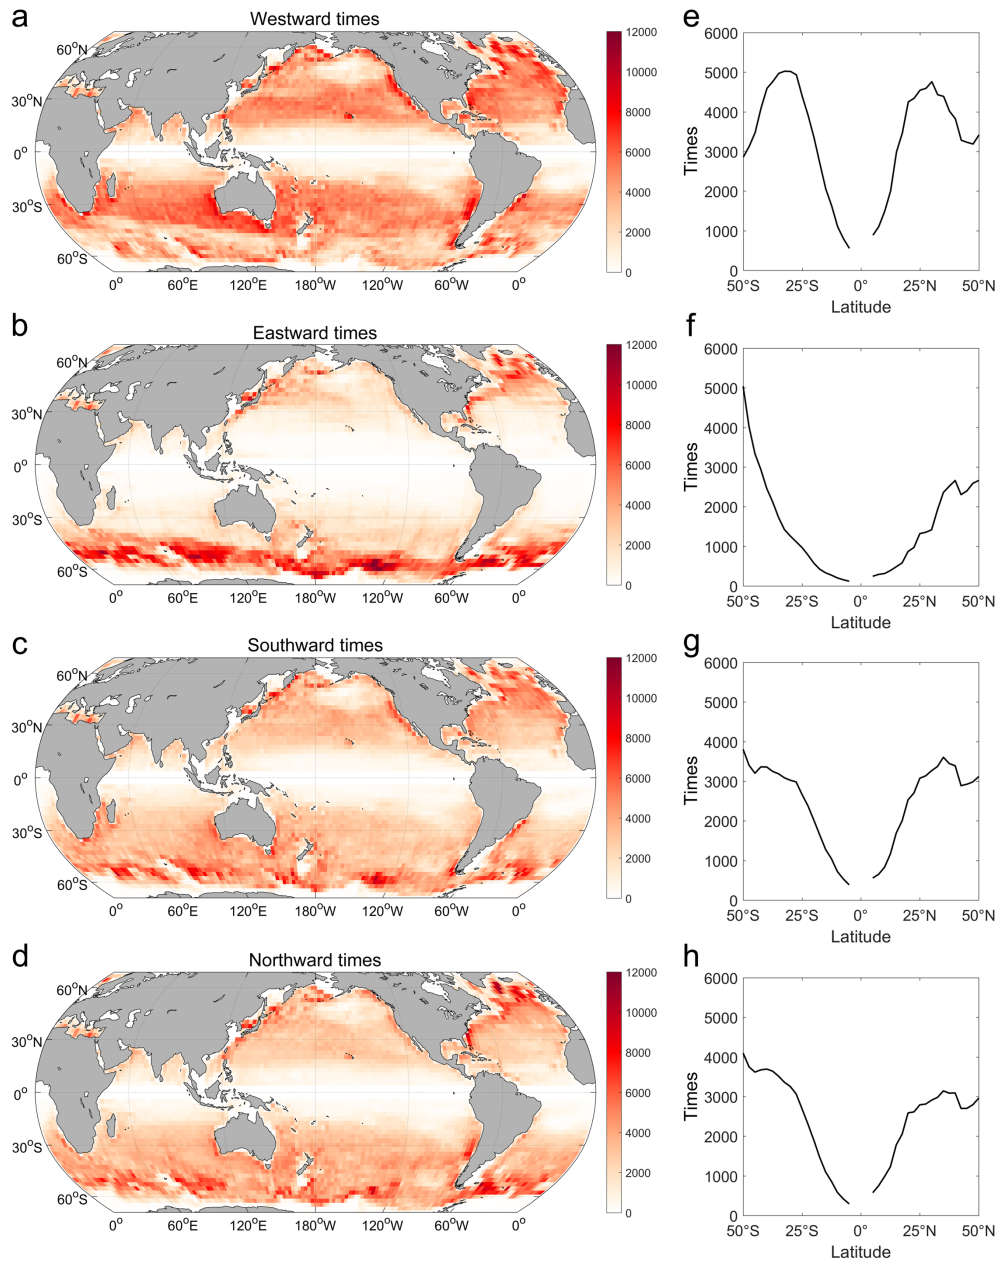 a
Westward times
60°N
30°N
0°
30°S
60°S
0°
60°E
120°E
180°W
120°W
60°W
0°
12000
10000
8000
6000
4000
2000
0
e
6000
5000
4000
3000
2000
1000
0
Times
50°S
25°S
0°
25°N
50°N
Latitude
b
Eastward times
60°N
30°N
0°
30°S
60°S
0°
60°E
120°E
180°W
120°W
60°W
0°
12000
10000
8000
6000
4000
2000
0
f
6000
5000
4000
3000
2000
1000
0
Times
50°S
25°S
0°
25°N
50°N
Latitude
c
Southward times
60°N
30°N
0°
30°S
60°S
0°
60°E
120°E
180°W
120°W
60°W
0°
12000
10000
8000
6000
4000
2000
0
g
6000
5000
4000
3000
2000
1000
0
Times
50°S
25°S
0°
25°N
50°N
Latitude
d
Northward times
60°N
30°N
0°
30°S
60°S
0°
60°E
120°E
180°W
120°W
60°W
0°
12000
10000
8000
6000
4000
2000
0
h
6000
5000
4000
3000
2000
1000
0
Times
50°S
25°S
0°
25°N
50°N
Latitude